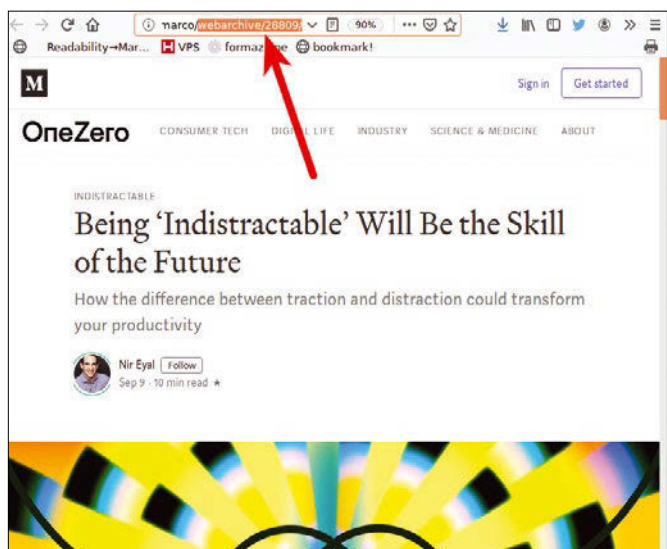 marco/webarchive/28809/ 90%
Readability→Mar... VPS formazione bookmark!
M Sign in Get started
OneZero CONSUMER TECH DIGITAL LIFE INDUSTRY SCIENCE & MEDICINE ABOUT
INDISTRACTABLE
Being ‘Indistractable’ Will Be the Skill
of the Future
How the difference between traction and distraction could transform
your productivity
Nir Eyal Follow
Sep 9 · 10 min read ★